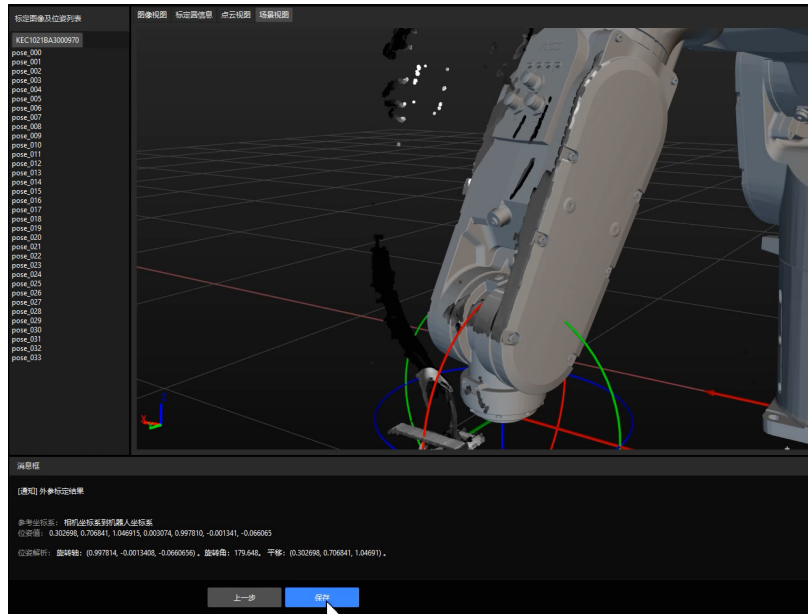 标定图像及位姿列表
图像视图 标定圆信息 点云视图 场景视图
KEC1021BA3000970
pose_000
pose_001
pose_002
pose_003
pose_004
pose_005
pose_006
pose_007
pose_008
pose_009
pose_010
pose_011
pose_012
pose_013
pose_014
pose_015
pose_016
pose_017
pose_018
pose_019
pose_020
pose_021
pose_022
pose_023
pose_024
pose_025
pose_026
pose_027
pose_028
pose_029
pose_030
pose_031
pose_032
pose_033
消息框
[通知] 外参标定结果
参考坐标系： 相机坐标系到机器人坐标系
位姿值： 0.302698, 0.706841, 1.046915, 0.003074, 0.997810, -0.001341, -0.066065
位姿解析： 旋转轴： (0.997814, -0.0013408, -0.0660656) 。旋转角： 179.648。 平移： (0.302698, 0.706841, 1.04691) 。
上一步 保存